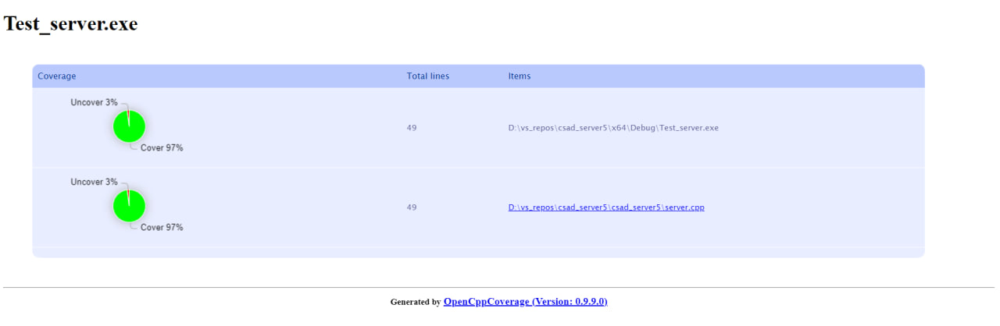 Test_server.exe
Coverage Total lines Items
Uncover 3%
49 D:\vs_repos\csad_server5\x64\Debug\Test_server.exe
Cover 97%
Uncover 3%
49 D:\vs_repos\csad_server5\csad_server5\server.cpp
Cover 97%
Generated by OpenCppCoverage (Version: 0.9.9.0)